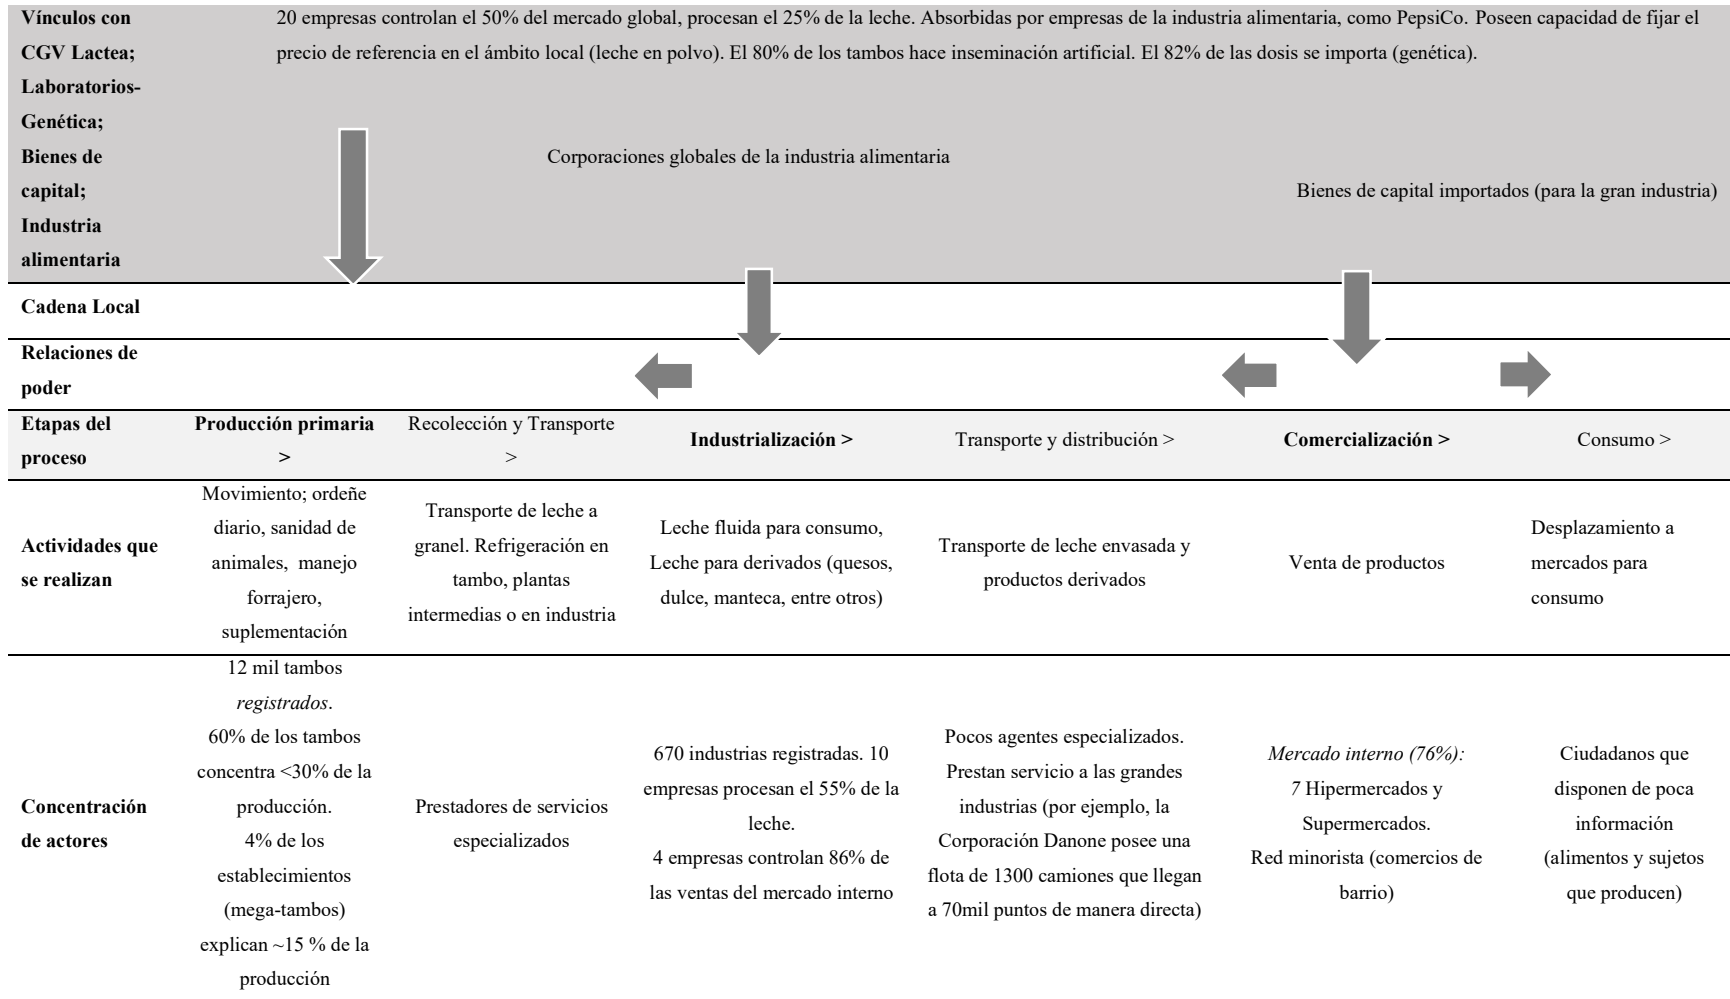 Vínculos con
CGV Lactea;
Laboratorios-
Genética;
Bienes de
capital;
Industria
alimentaria
20 empresas controlan el 50% del mercado global, procesan el 25% de la leche. Absorbidas por empresas de la industria alimentaria, como PepsiCo. Poseen capacidad de fijar el
precio de referencia en el ámbito local (leche en polvo). El 80% de los tambos hace inseminación artificial. El 82% de las dosis se importa (genética).
Corporaciones globales de la industria alimentaria
Bienes de capital importados (para la gran industria)
Cadena Local
Relaciones de
poder
Etapas del
proceso
Producción primaria
>
Recolección y Transporte
>
Industrialización >
Transporte y distribución >
Comercialización >
Consumo >
Actividades que
se realizan
Movimiento; ordeñe
diario, sanidad de
animales, manejo
forrajero,
suplementación
Transporte de leche a
granel. Refrigeración en
tambo, plantas
intermedias o en industria
Leche fluida para consumo,
Leche para derivados (quesos,
dulce, manteca, entre otros)
Transporte de leche envasada y
productos derivados
Venta de productos
Desplazamiento a
mercados para
consumo
Concentración
de actores
12 mil tambos
registrados.
60% de los tambos
concentra <30% de la
producción.
4% de los
establecimientos
(mega-tambos)
explican ~15 % de la
producción
Prestadores de servicios
especializados
670 industrias registradas. 10
empresas procesan el 55% de la
leche.
4 empresas controlan 86% de
las ventas del mercado interno
Pocos agentes especializados.
Prestan servicio a las grandes
industrias (por ejemplo, la
Corporación Danone posee una
flota de 1300 camiones que llegan
a 70mil puntos de manera directa)
Mercado interno (76%):
7 Hipermercados y
Supermercados.
Red minorista (comercios de
barrio)
Ciudadanos que
disponen de poca
información
(alimentos y sujetos
que producen)